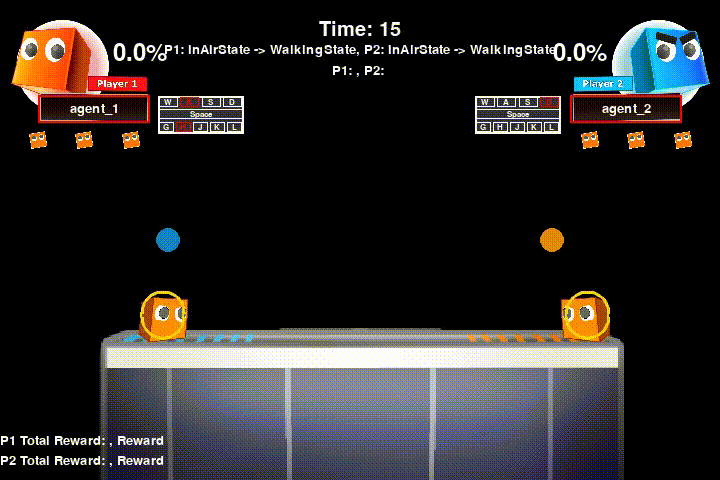 Time: 15
0.0%
P1: InAirState -> WalkingState, P2: InAirState -> WalkingState
0.0%
P1: , P2:
Player 1
Player 2
agent_1
agent_2
W A S D
Space
G H J K L
W A S D
Space
G H J K L
P1 Total Reward: , Reward
P2 Total Reward: , Reward